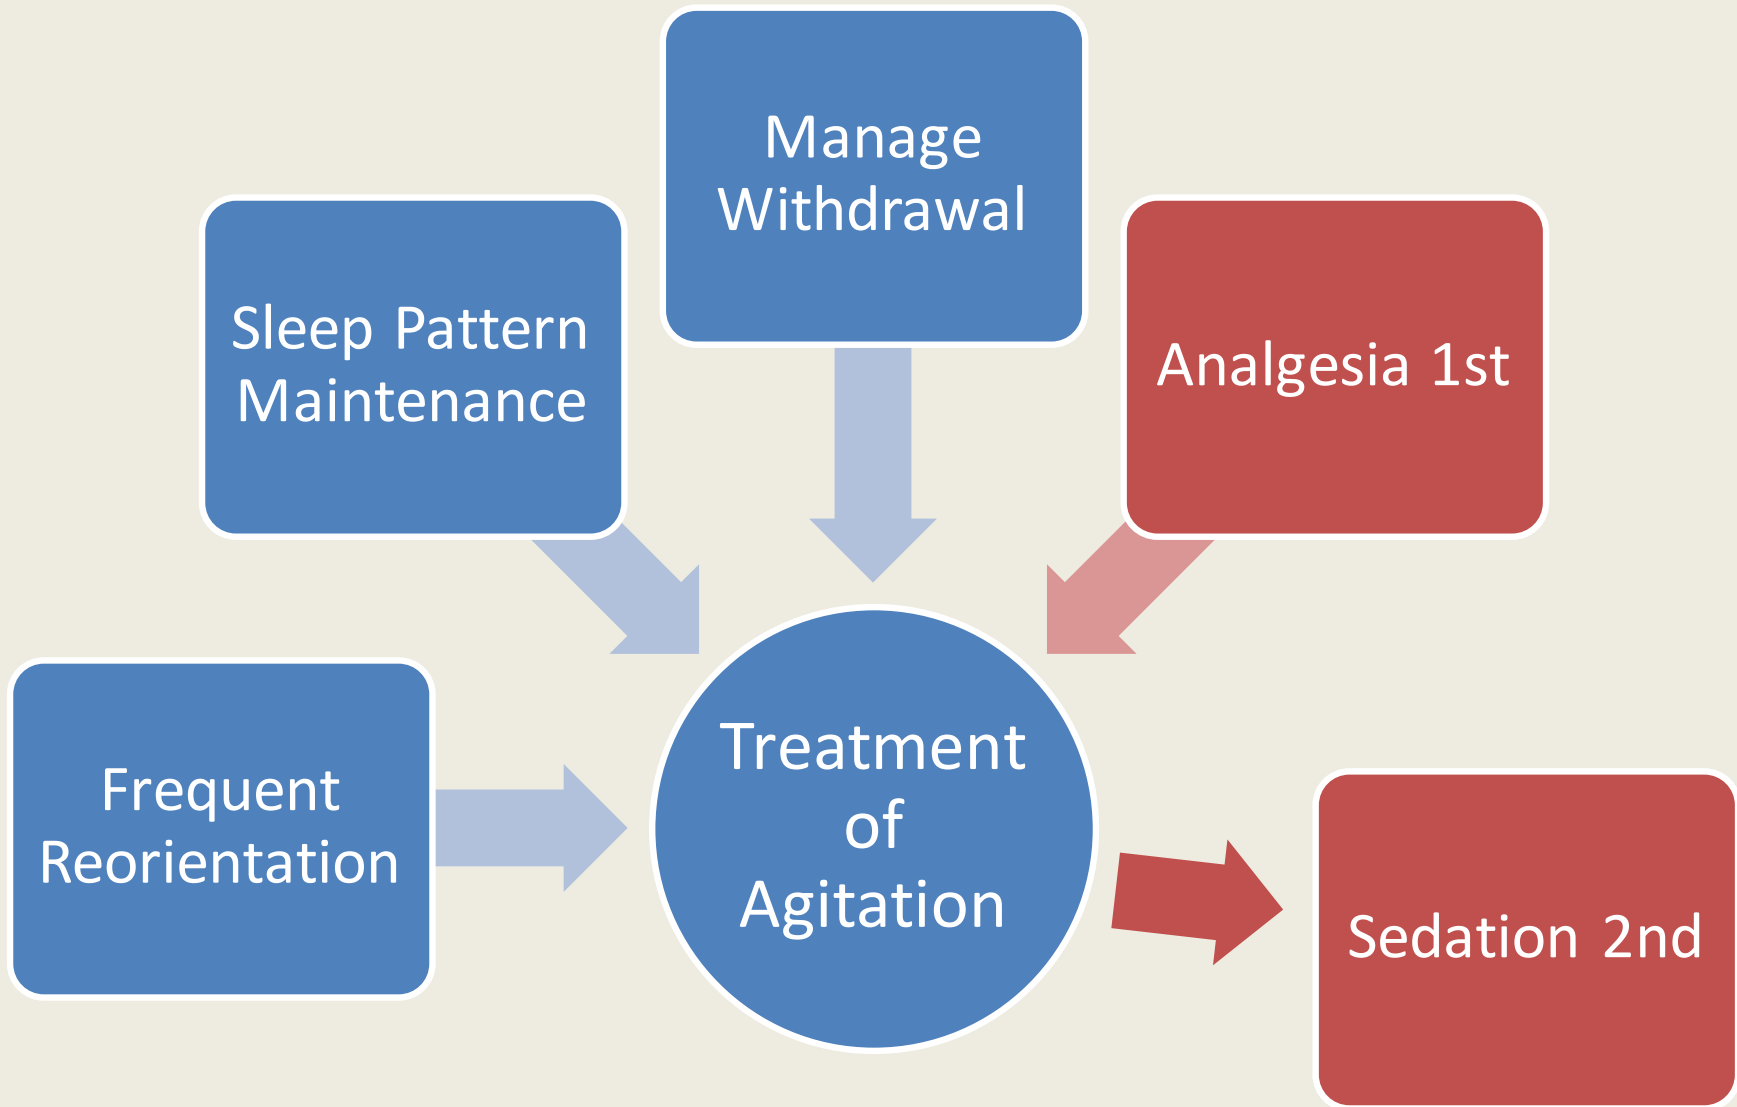 Manage
Withdrawal
Sleep Pattern
Maintenance
Analgesia 1st
Frequent
Reorientation
Treatment
of
Agitation
Sedation 2nd